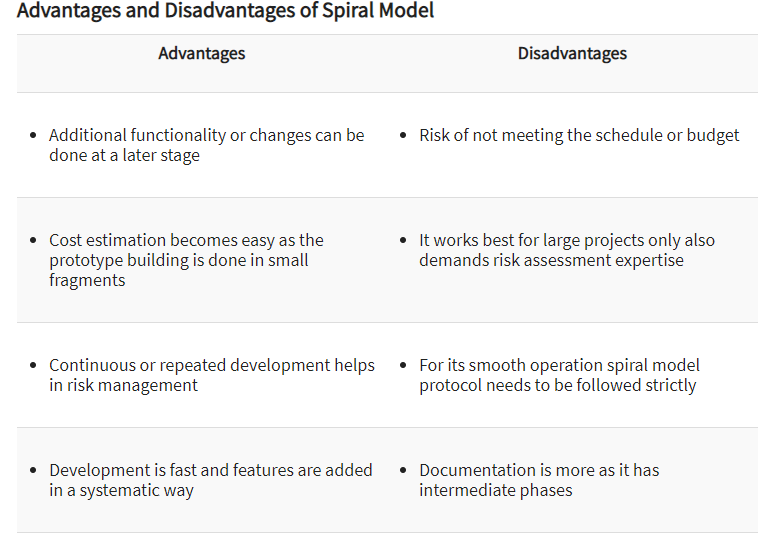 Advantages and Disadvantages of Spiral Model
Advantages
Disadvantages
• Additional functionality or changes can be
done at a later stage
• Risk of not meeting the schedule or budget
• Cost estimation becomes easy as the
prototype building is done in small
fragments
• It works best for large projects only also
demands risk assessment expertise
• Continuous or repeated development helps
in risk management
• For its smooth operation spiral model
protocol needs to be followed strictly
• Development is fast and features are added
in a systematic way
• Documentation is more as it has
intermediate phases